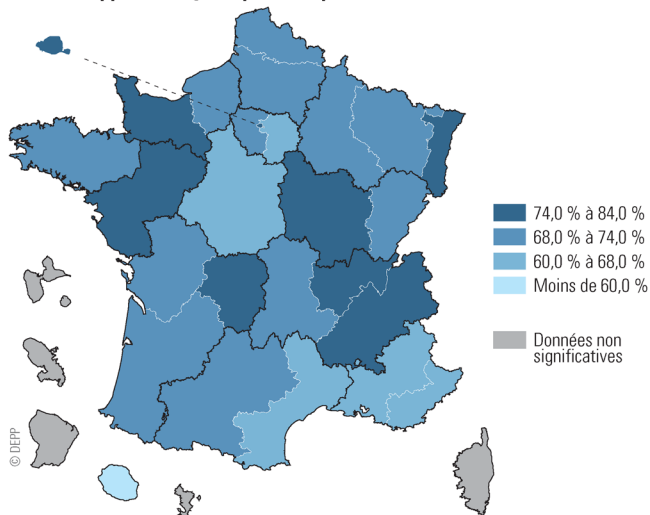 74,0 % à 84,0 %
68,0 % à 74,0 %
60,0 % à 68,0 %
Moins de 60,0 %
Données non
significatives
© DEPP